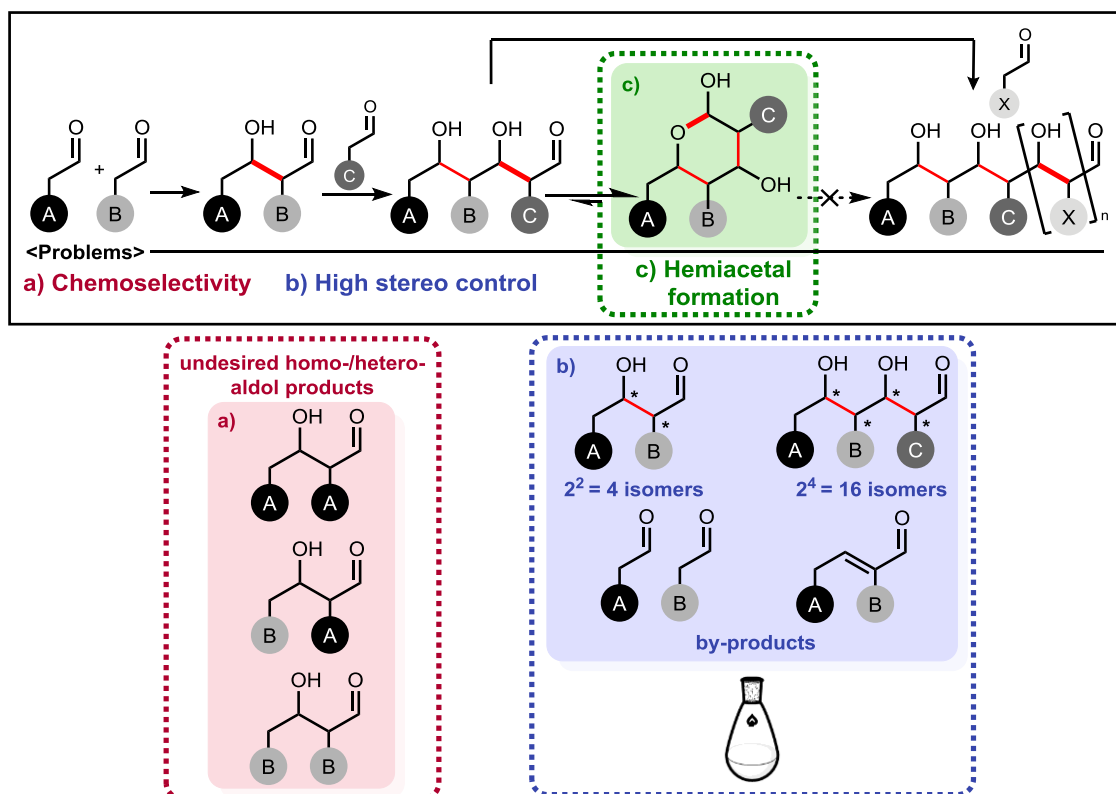 c)
O
OH
O
X
C
O
OH
OH
OH
OH
OH
O
O
O
OH
O
C
OH
O
+
A
B
A
B
A
B
C
A
B
A
B
C
X
n
<Problems>
a) Chemoselectivity
b) High stereo control
c) Hemiacetal
formation
undesired homo-/hetero-
aldol products
a)
OH
O
A
A
OH
O
B
A
OH
O
B
B
b)
OH
O
*
*
A
B
2² = 4 isomers
OH
OH
O
*
*
*
*
A
B
C
2⁴ = 16 isomers
O
O
A
B
O
A
B
by-products